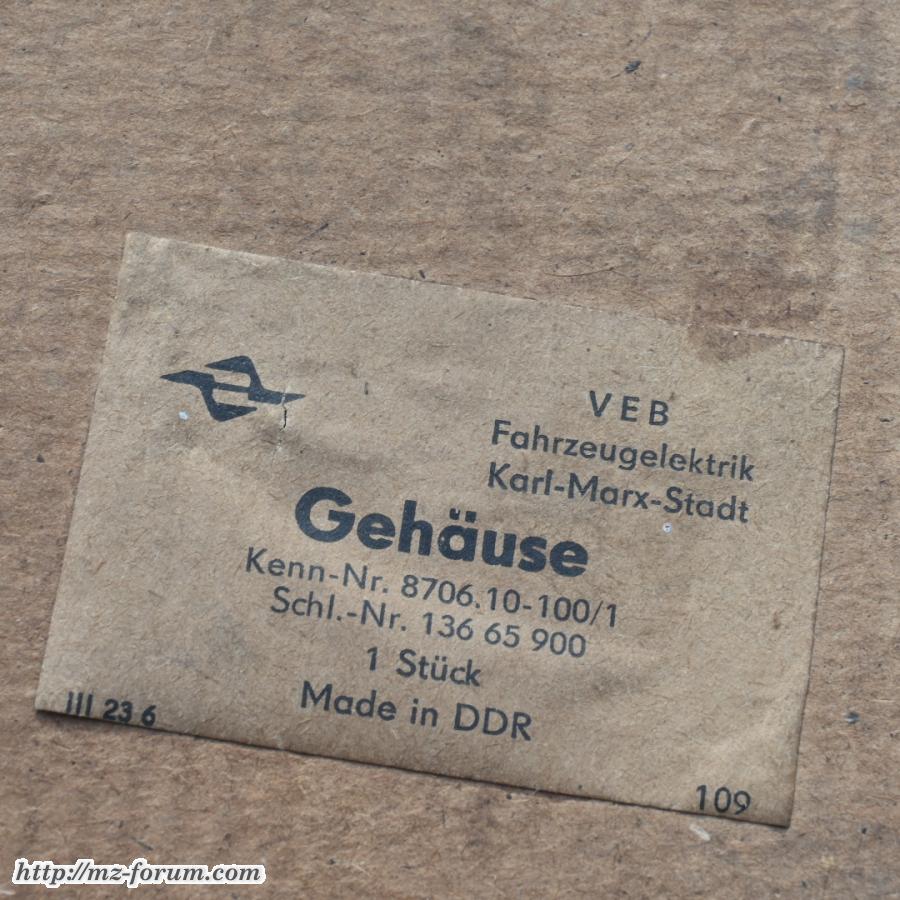 VEB
Fahrzeugelektrik
Karl-Marx-Stadt
Gehäuse
Kenn-Nr. 8706.10-100/1
Schl.-Nr. 136 65 900
1 Stück
Made in DDR
III 23 6
109
http://mz-forum.com